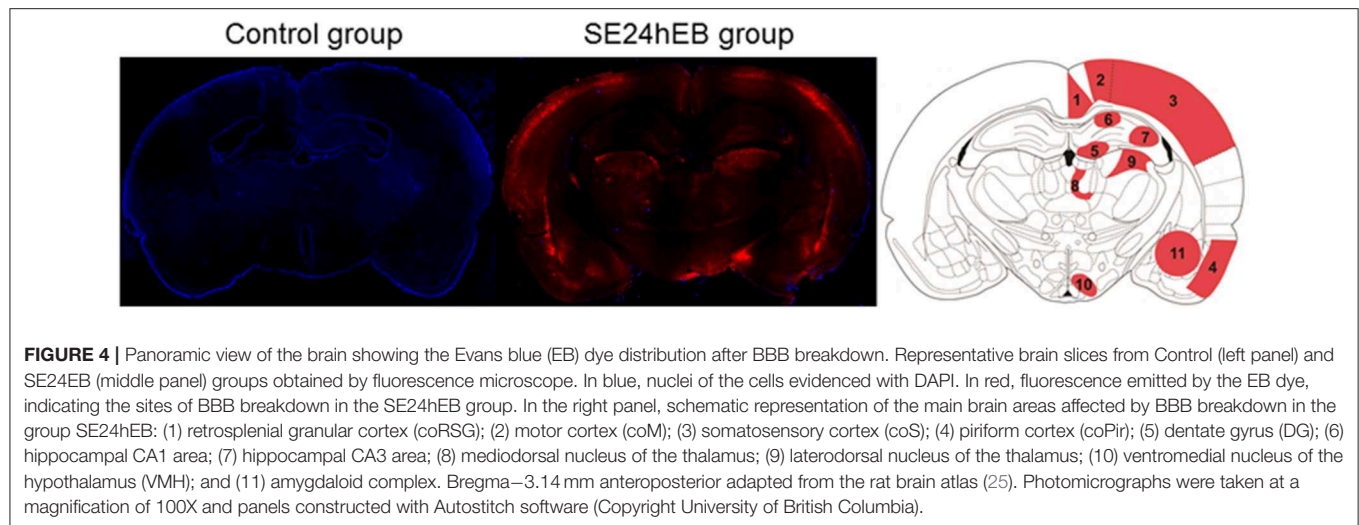 Control group
SE24hEB group
1
2
3
6
7
5
9
8
11
4
10
FIGURE 4 | Panoramic view of the brain showing the Evans blue (EB) dye distribution after BBB breakdown. Representative brain slices from Control (left panel) and
SE24EB (middle panel) groups obtained by fluorescence microscope. In blue, nuclei of the cells evidenced with DAPI. In red, fluorescence emitted by the EB dye,
indicating the sites of BBB breakdown in the SE24hEB group. In the right panel, schematic representation of the main brain areas affected by BBB breakdown in the
group SE24hEB: (1) retrosplenial granular cortex (coRSG); (2) motor cortex (coM); (3) somatosensory cortex (coS); (4) piriform cortex (coPir); (5) dentate gyrus (DG); (6)
hippocampal CA1 area; (7) hippocampal CA3 area; (8) mediodorsal nucleus of the thalamus; (9) laterodorsal nucleus of the thalamus; (10) ventromedial nucleus of the
hypothalamus (VMH); and (11) amygdaloid complex. Bregma−3.14 mm anteroposterior adapted from the rat brain atlas (25). Photomicrographs were taken at a
magnification of 100X and panels constructed with Autostitch software (Copyright University of British Columbia).